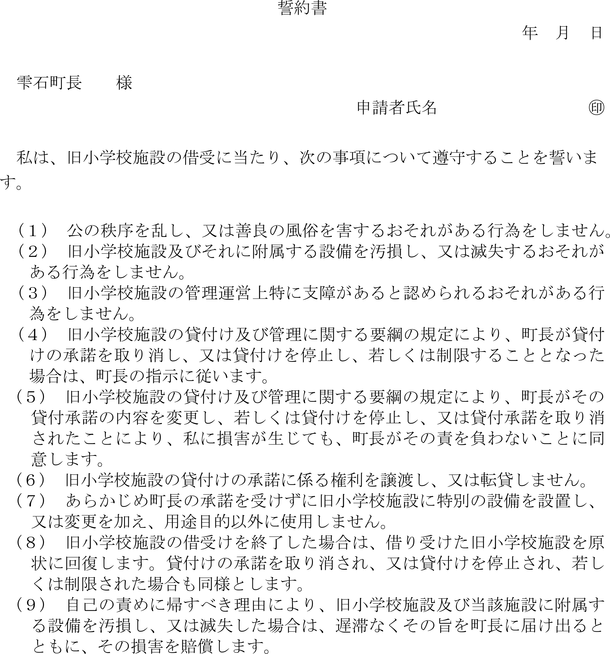 誓約書
年　月　日
雫石町長　　様
申請者氏名　　　　　　　　　㊞
私は、旧小学校施設の借受に当たり、次の事項について遵守することを誓いま
す。
（１）　公の秩序を乱し、又は善良の風俗を害するおそれがある行為をしません。
（２）　旧小学校施設及びそれに附属する設備を汚損し、又は滅失するおそれが
ある行為をしません。
（３）　旧小学校施設の管理運営上特に支障があると認められるおそれがある行
為をしません。
（４）　旧小学校施設の貸付け及び管理に関する要綱の規定により、町長が貸付
けの承諾を取り消し、又は貸付けを停止し、若しくは制限することとなった
場合は、町長の指示に従います。
（５）　旧小学校施設の貸付け及び管理に関する要綱の規定により、町長がその
貸付承諾の内容を変更し、若しくは貸付けを停止し、又は貸付承諾を取り消
されたことにより、私に損害が生じても、町長がその責を負わないことに同
意します。
（６）　旧小学校施設の貸付けの承諾に係る権利を譲渡し、又は転貸しません。
（７）　あらかじめ町長の承諾を受けずに旧小学校施設に特別の設備を設置し、
又は変更を加え、用途目的以外に使用しません。
（８）　旧小学校施設の借受けを終了した場合は、借り受けた旧小学校施設を原
状に回復します。貸付けの承諾を取り消され、又は貸付けを停止され、若し
くは制限された場合も同様とします。
（９）　自己の責めに帰すべき理由により、旧小学校施設及び当該施設に附属す
る設備を汚損し、又は滅失した場合は、遅滞なくその旨を町長に届け出ると
ともに、その損害を賠償します。